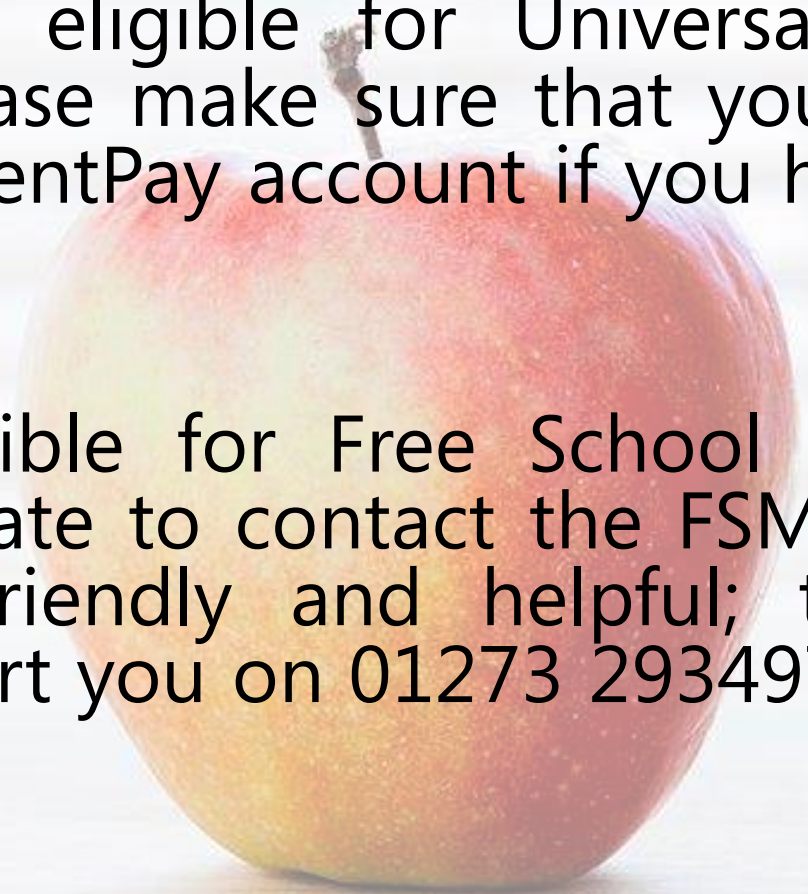 eligible for Universa
ase make sure that you
entPay account if you h
ible for Free School
ate to contact the FSM
riendly and helpful; t
rt you on 01273 29349